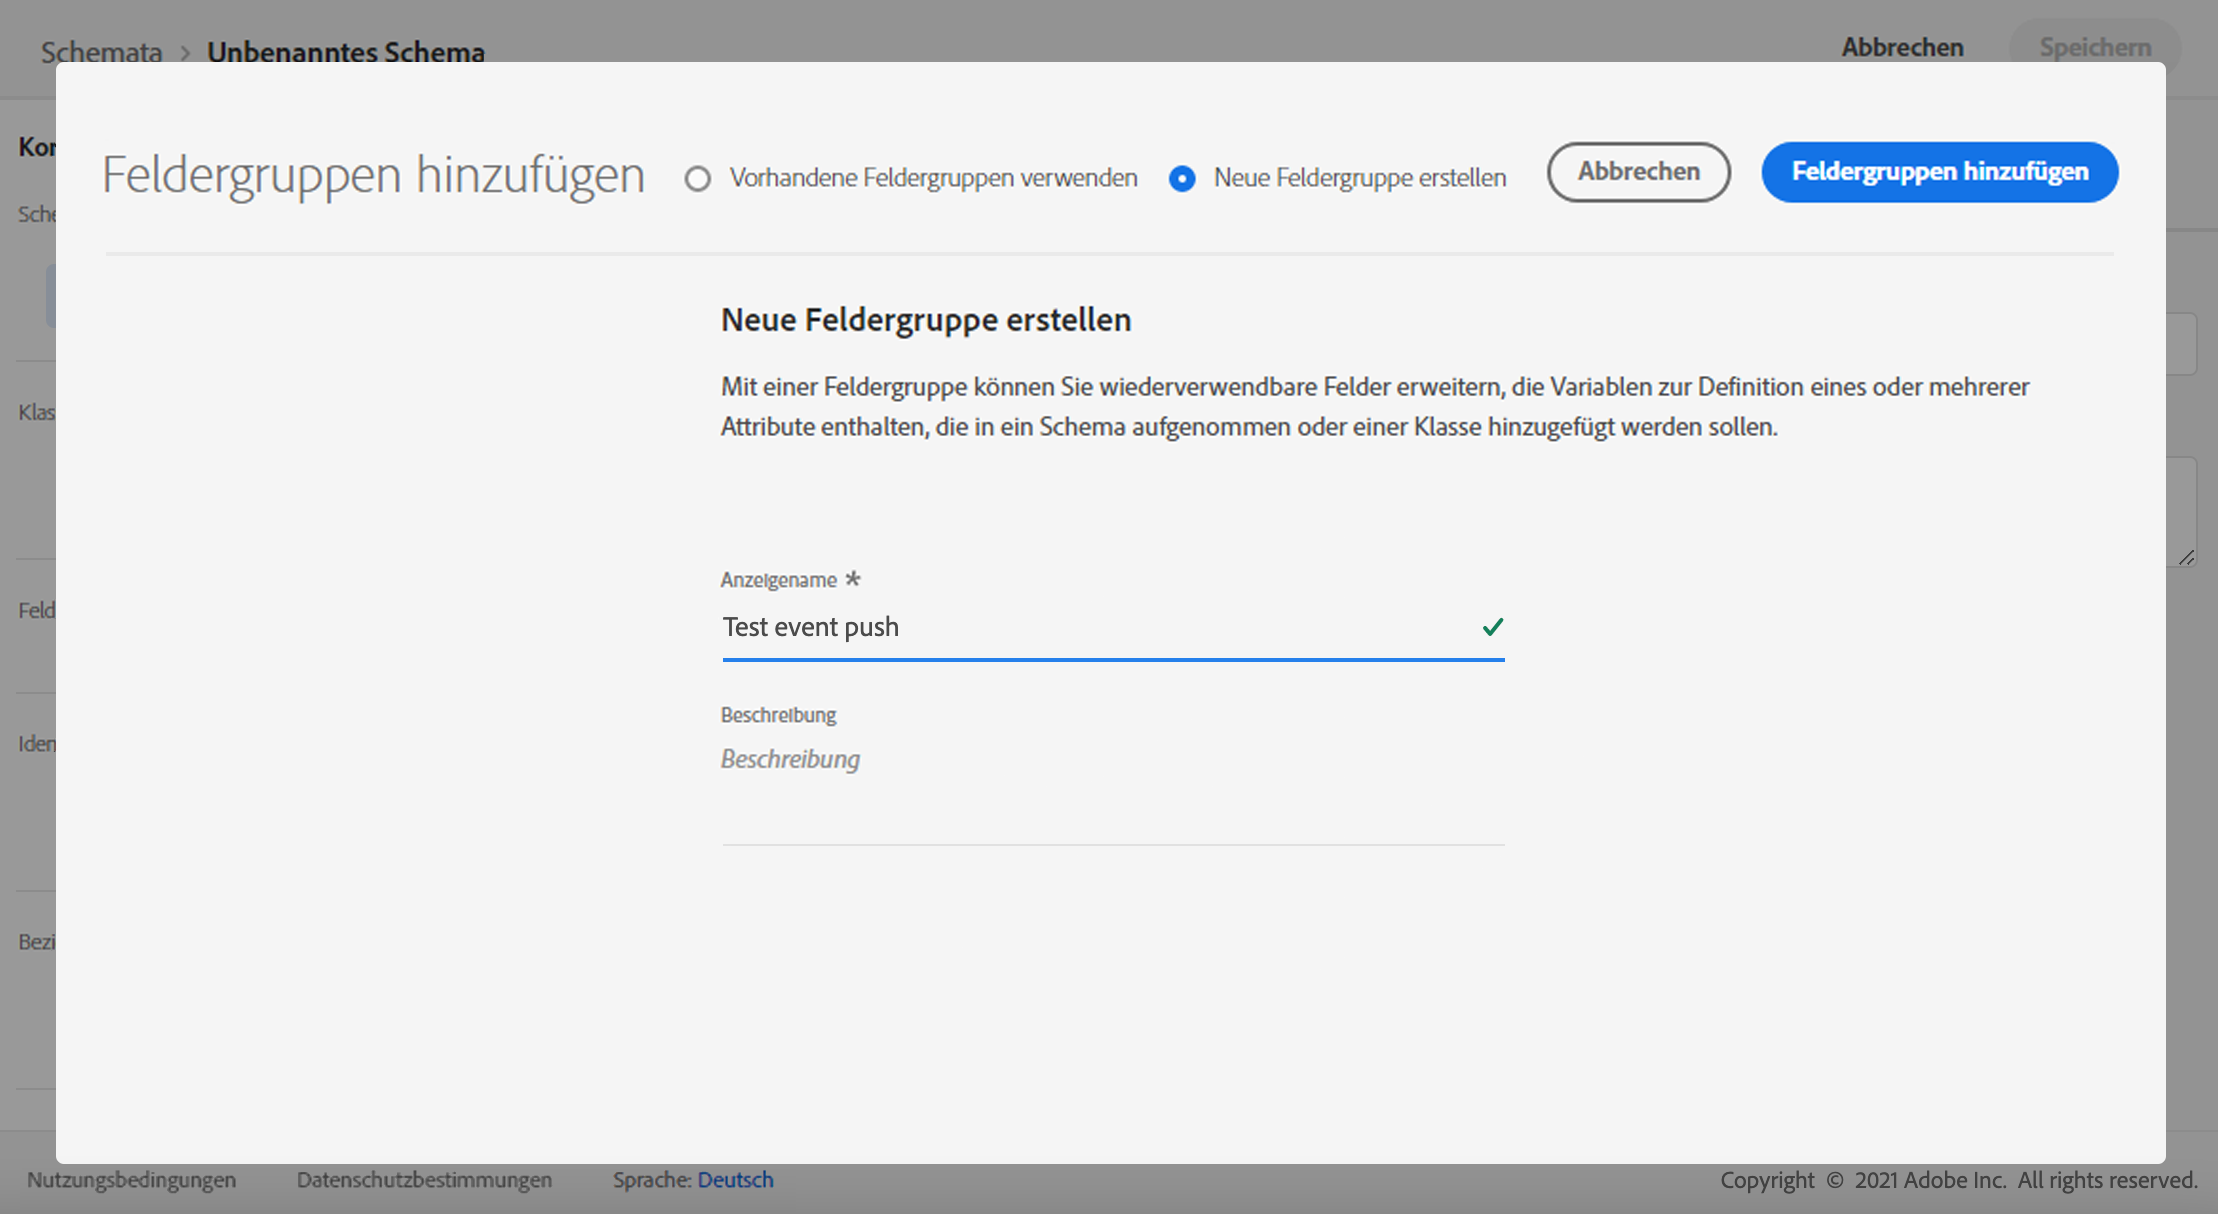 Schemata > Unbenanntes Schema
Abbrechen
Speichern
Feldergruppen hinzufügen
Vorhandene Feldergruppen verwenden
Neue Feldergruppe erstellen
Abbrechen
Feldergruppen hinzufügen
Kor
Sche
Klas
Feld
Iden
Bezi
Neue Feldergruppe erstellen
Mit einer Feldergruppe können Sie wiederverwendbare Felder erweitern, die Variablen zur Definition eines oder mehrerer
Attribute enthalten, die in ein Schema aufgenommen oder einer Klasse hinzugefügt werden sollen.
Anzeigename *
Test event push
Beschreibung
Beschreibung
Nutzungsbedingungen
Datenschutzbestimmungen
Sprache: Deutsch
Copyright © 2021 Adobe Inc. All rights reserved.